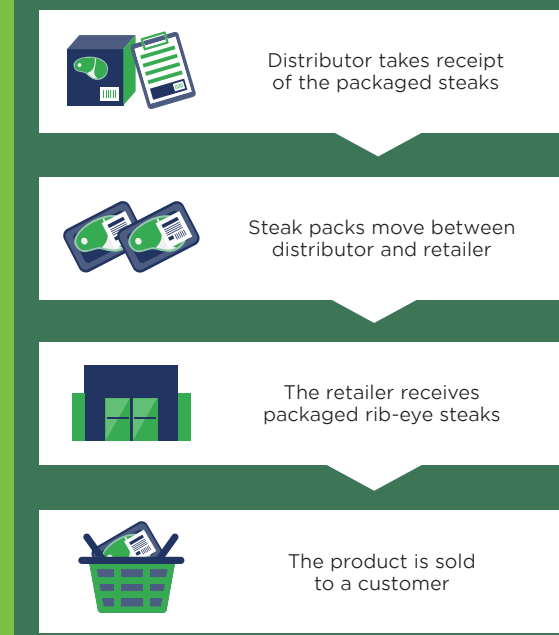 Distributor takes receipt
of the packaged steaks
Steak packs move between
distributor and retailer
The retailer receives
packaged rib-eye steaks
The product is sold
to a customer